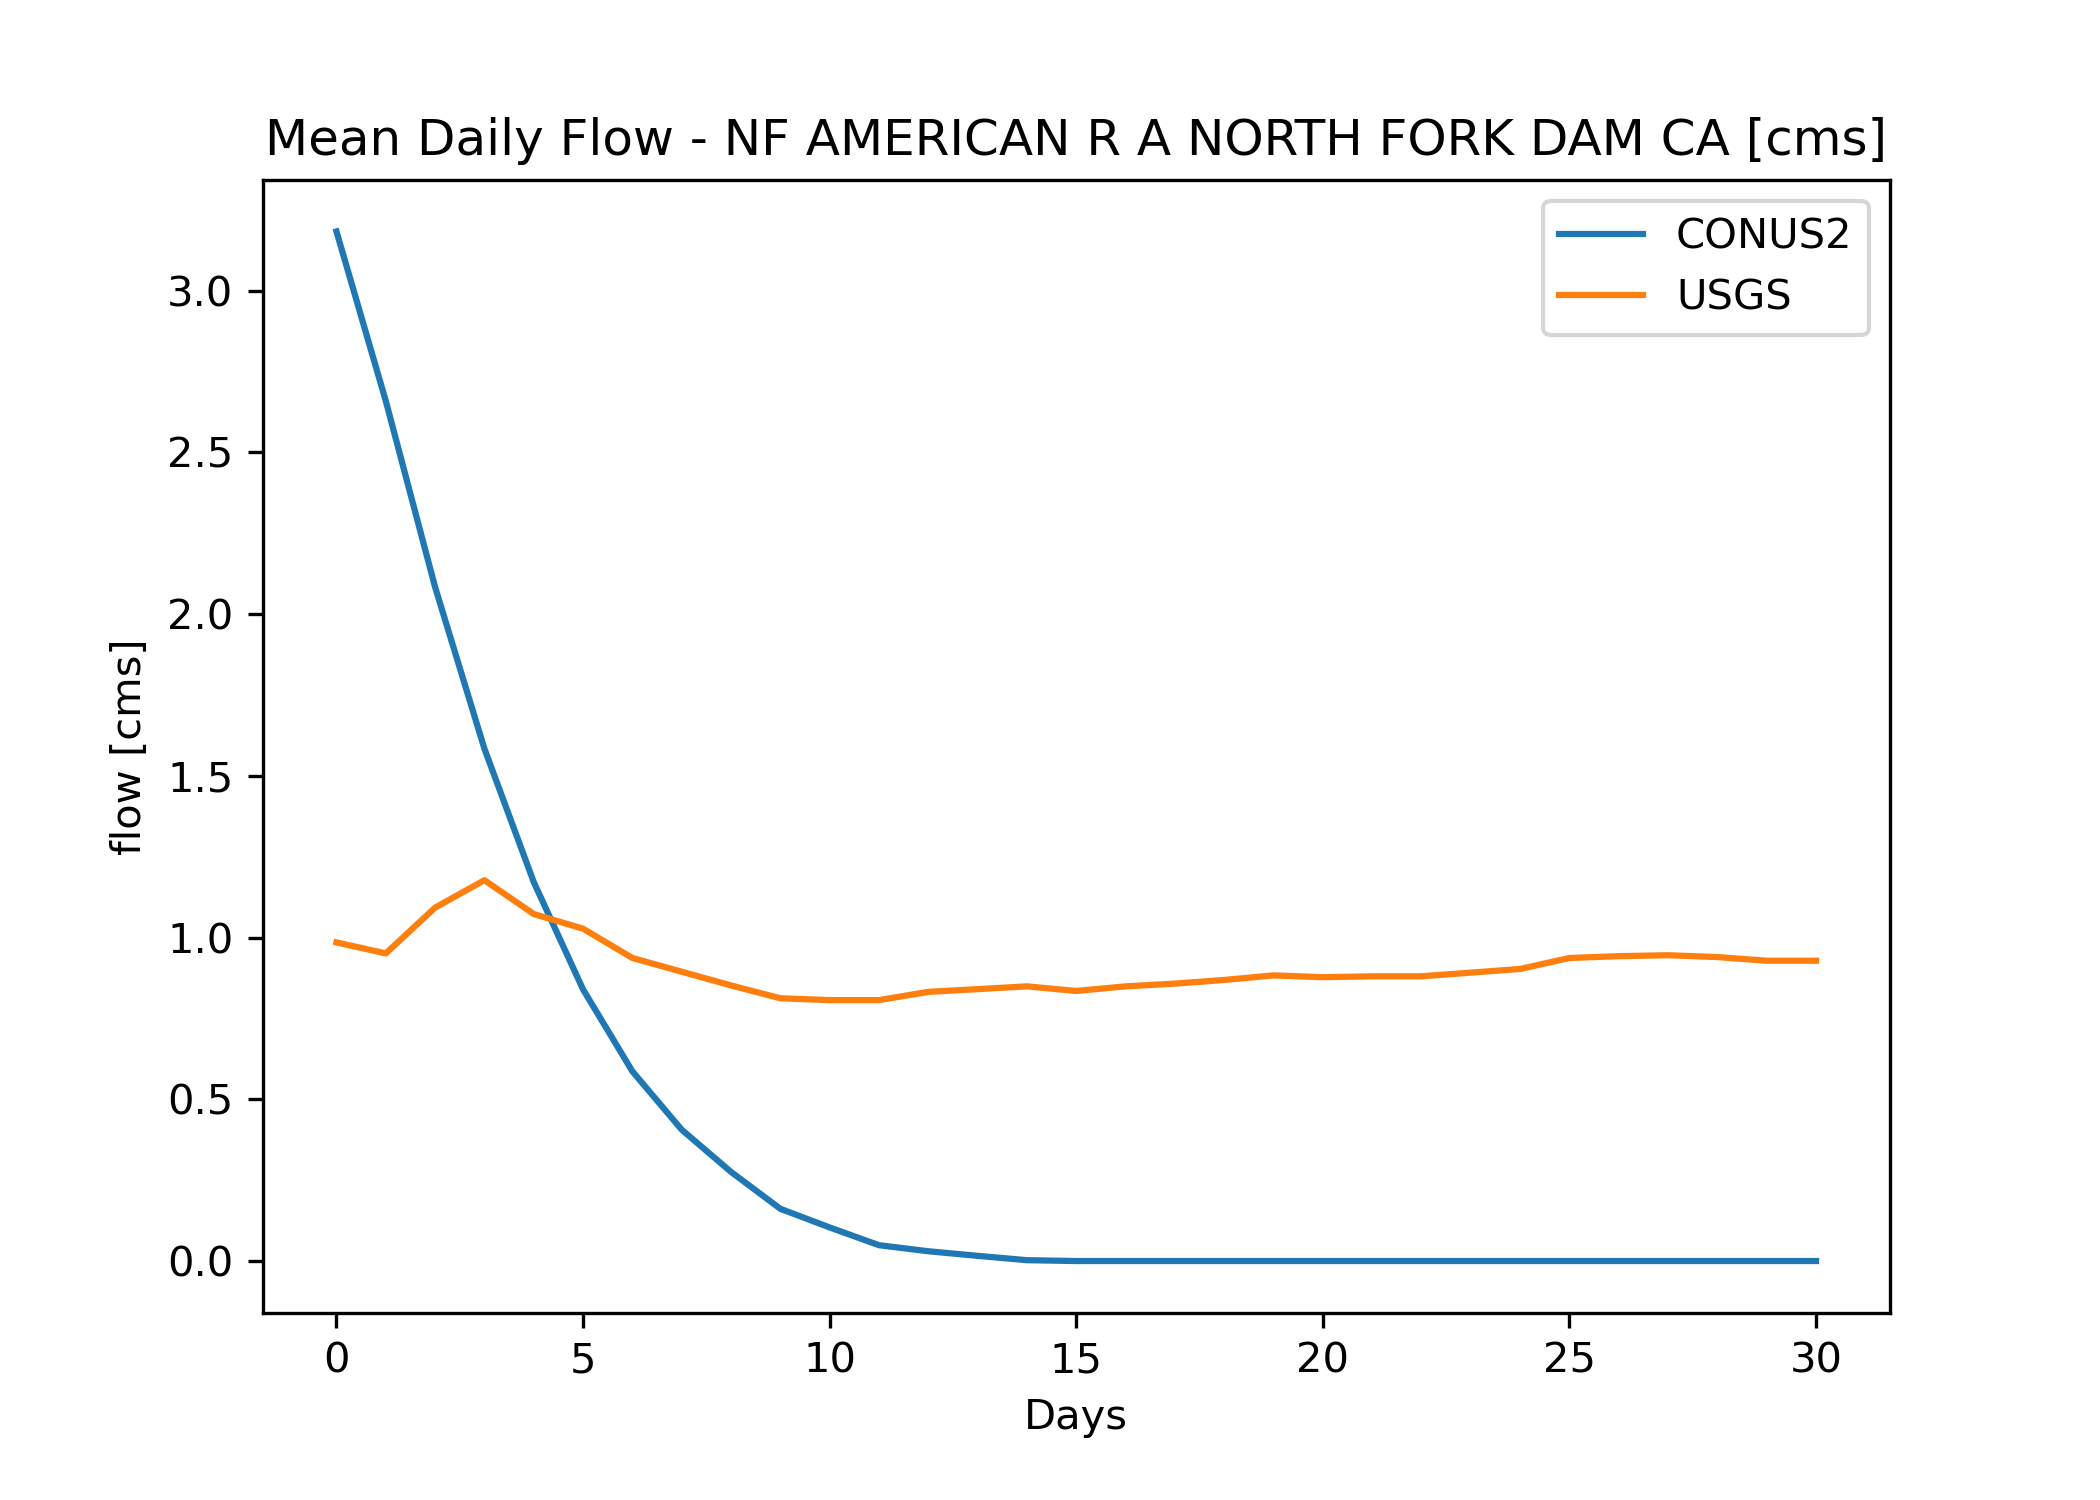 Mean Daily Flow - NF AMERICAN R A NORTH FORK DAM CA [cms]
CONUS2
USGS
3.0
2.5
2.0
1.5
1.0
0.5
0.0
flow [cms]
0 5 10 15 20 25 30
Days